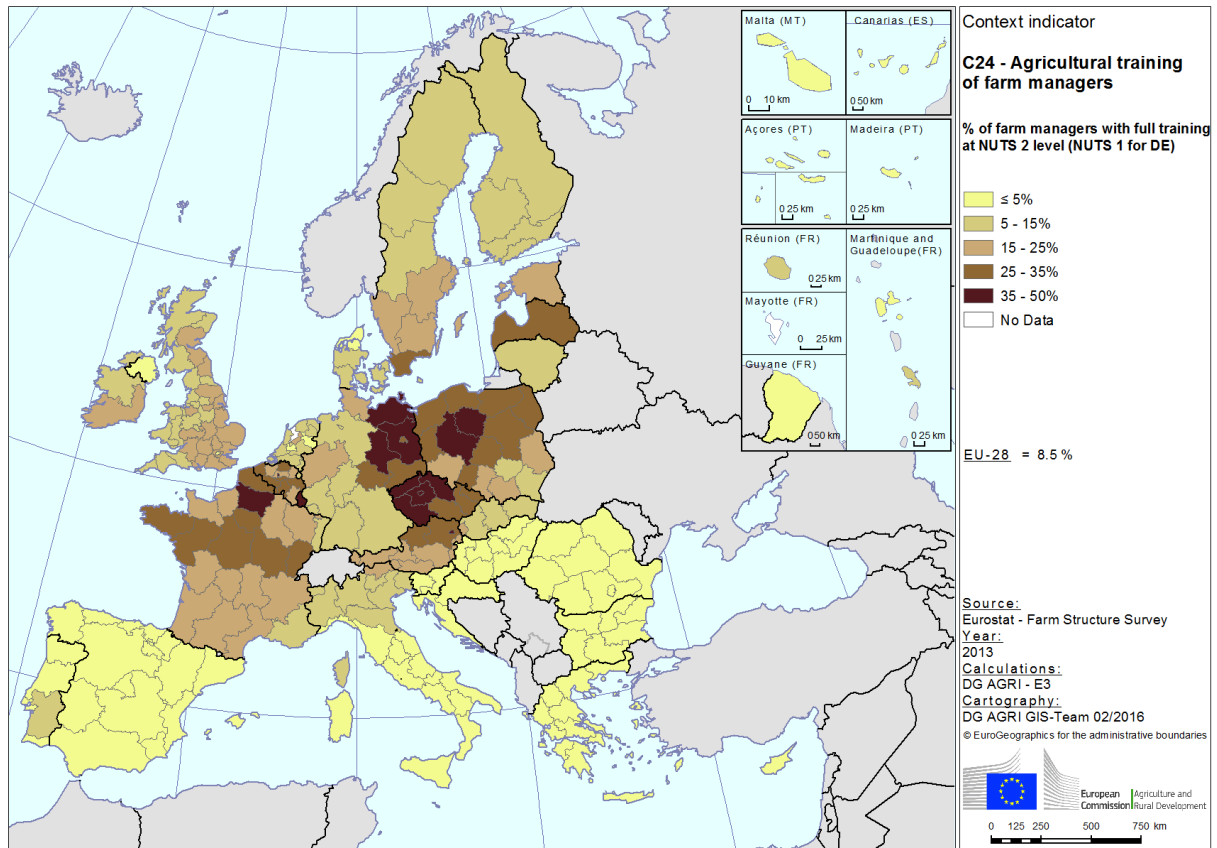 Malta (MT)
0 10 km
Canarias (ES)
0 50 km
Açores (PT)
0 25 km
Madeira (PT)
0 25 km
Réunion (FR)
0 25 km
Martinique and
Guadeloupe(FR)
0 25 km
Mayotte (FR)
0 25 km
Guyane (FR)
0 50 km
Context indicator
C24 - Agricultural training
of farm managers
% of farm managers with full training
at NUTS 2 level (NUTS 1 for DE)
≤ 5%
5 - 15%
15 - 25%
25 - 35%
35 - 50%
No Data
EU-28 = 8.5 %
Source:
Eurostat - Farm Structure Survey
Year:
2013
Calculations:
DG AGRI - E3
Cartography:
DG AGRI GIS-Team 02/2016
© EuroGeographics for the administrative boundaries
European
Commission
Agriculture and
Rural Development
0 125 250 500 750 km